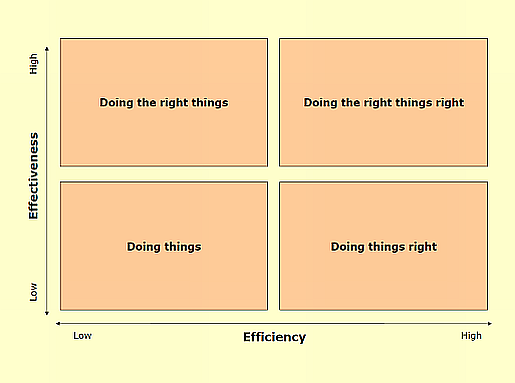 High
Doing the right things
Doing the right things right
Effectiveness
Doing things
Doing things right
Low
Low
Efficiency
High